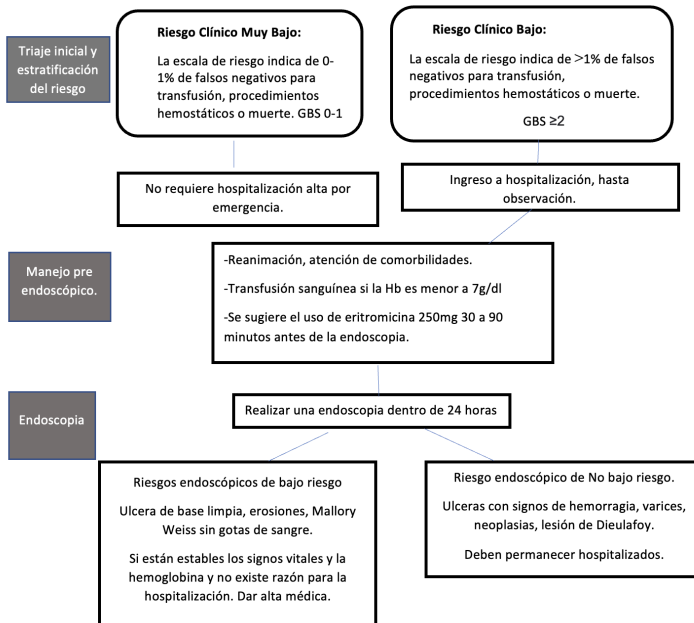 Triaje inicial y
estratificación
del riesgo
Riesgo Clínico Muy Bajo:
La escala de riesgo indica de 0-
1% de falsos negativos para
transfusión, procedimientos
hemostáticos o muerte. GBS 0-1
Riesgo Clínico Bajo:
La escala de riesgo indica de >1% de falsos
negativos para transfusión,
procedimientos hemostáticos o muerte.
GBS ≥2
No requiere hospitalización alta por
emergencia.
Ingreso a hospitalización, hasta
observación.
Manejo pre
endoscópico.
-Reanimación, atención de comorbilidades.
-Transfusión sanguínea si la Hb es menor a 7g/dl
-Se sugiere el uso de eritromicina 250mg 30 a 90
minutos antes de la endoscopia.
Endoscopia
Realizar una endoscopia dentro de 24 horas
Riesgos endoscópicos de bajo riesgo
Ulcera de base limpia, erosiones, Mallory
Weiss sin gotas de sangre.
Si están estables los signos vitales y la
hemoglobina y no existe razón para la
hospitalización. Dar alta médica.
Riesgo endoscópico de No bajo riesgo.
Ulceras con signos de hemorragia, varices,
neoplasias, lesión de Dieulafoy.
Deben permanecer hospitalizados.